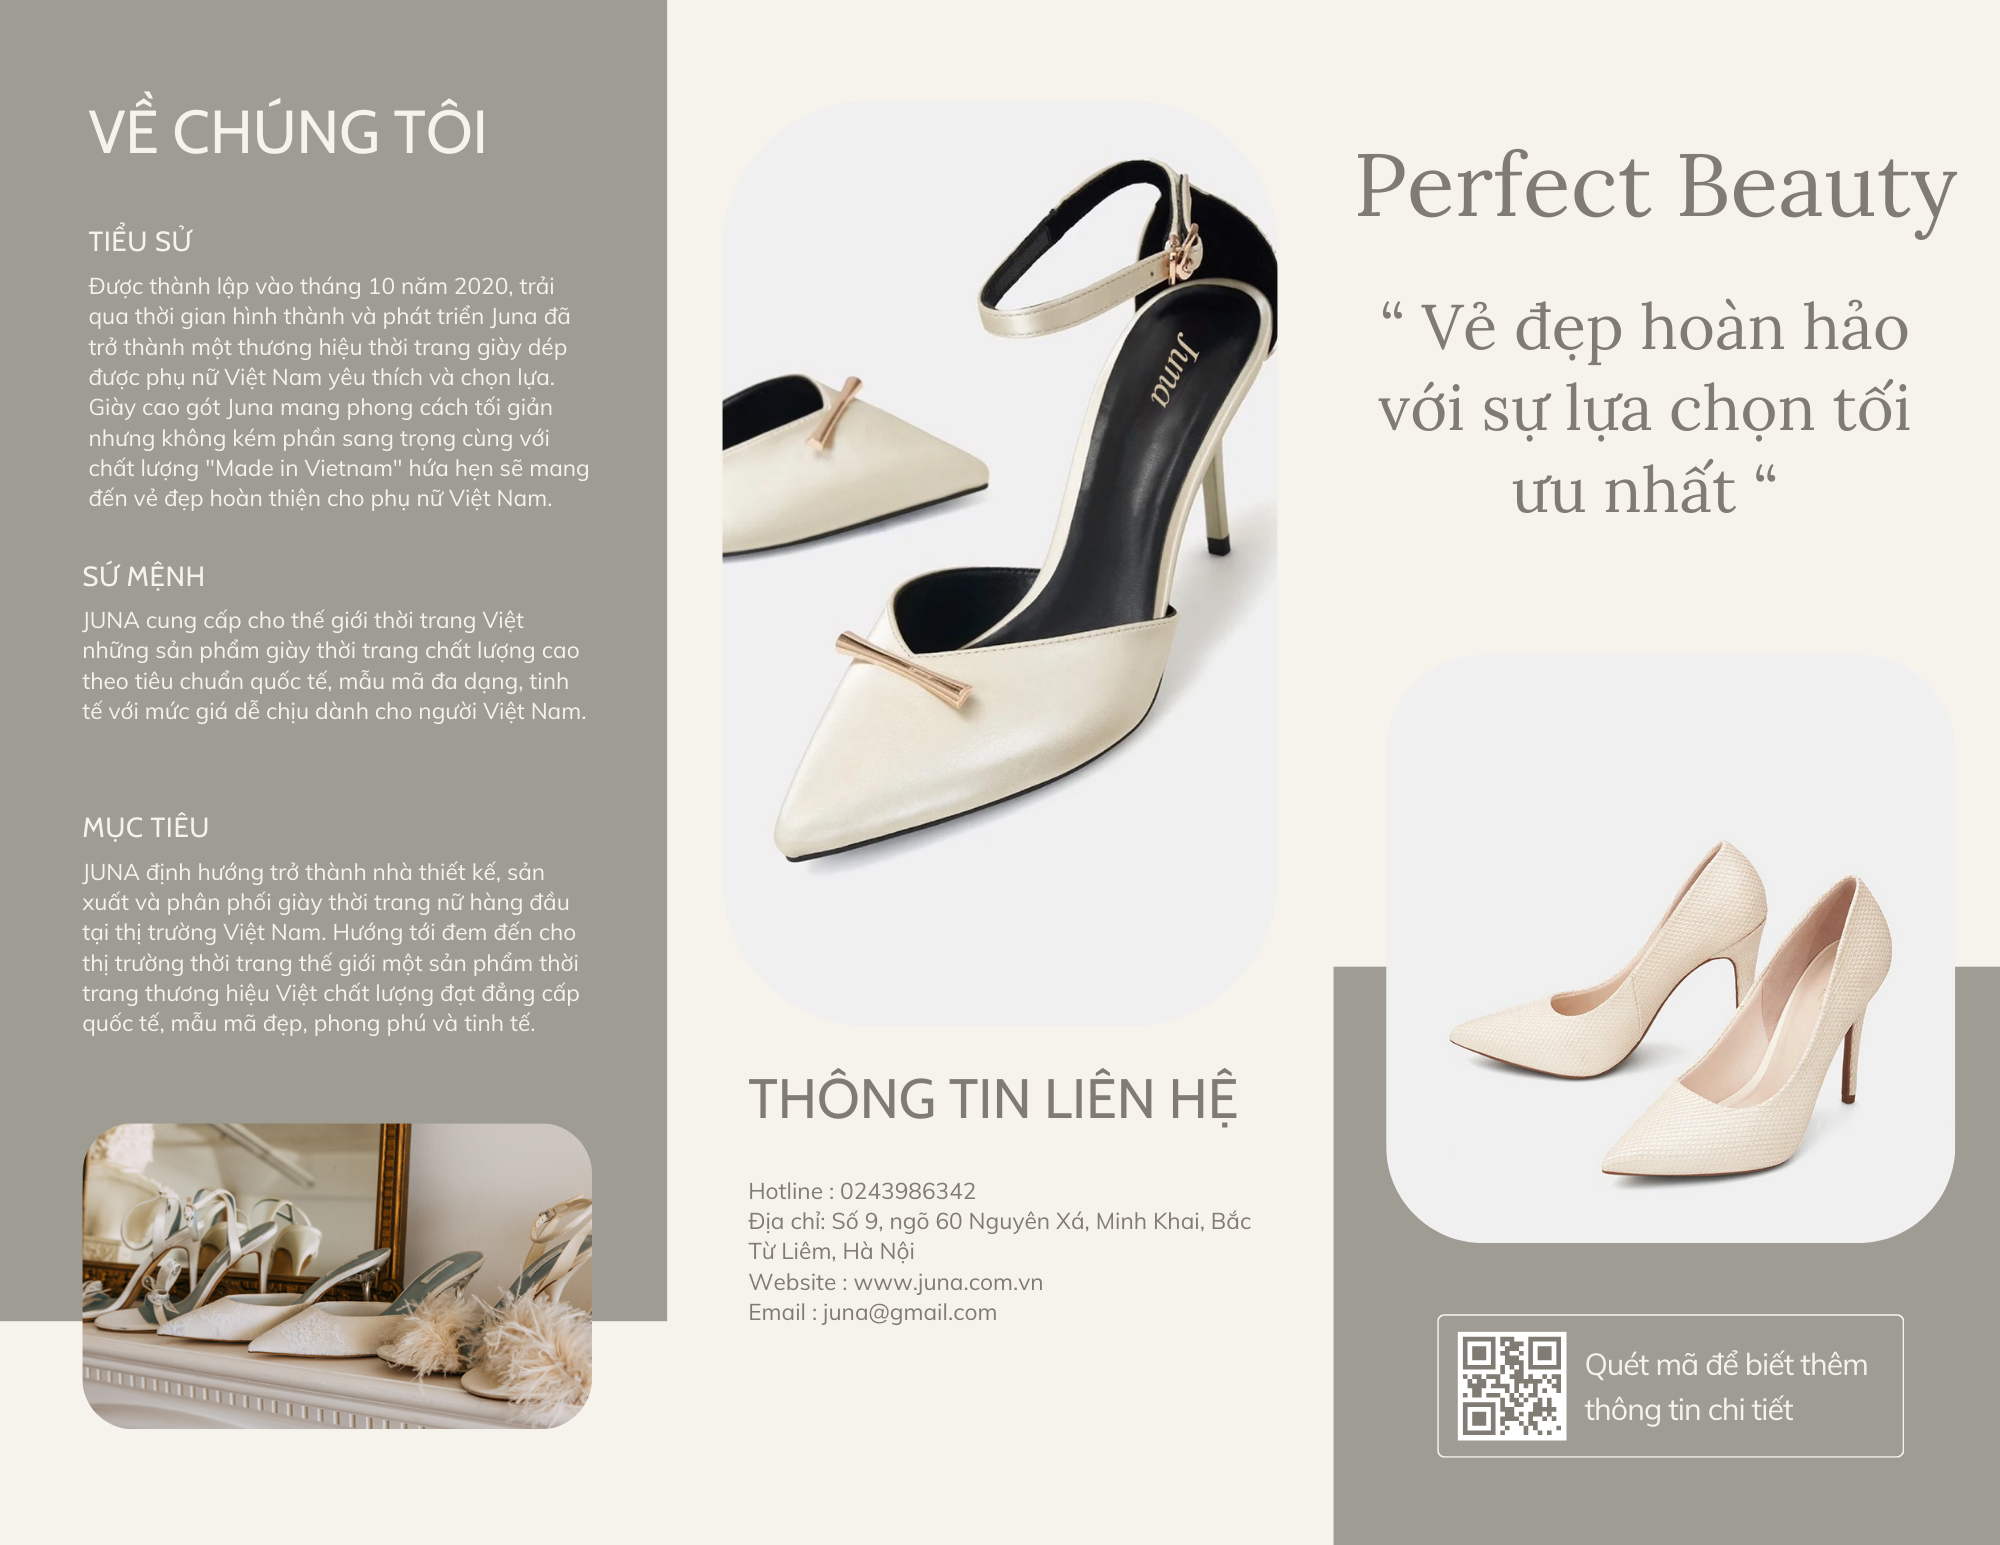 VỀ CHÚNG TÔI
TIỂU SỬ
Được thành lập vào tháng 10 năm 2020, trải
qua thời gian hình thành và phát triển Juna đã
trở thành một thương hiệu thời trang giày dép
được phụ nữ Việt Nam yêu thích và chọn lựa.
Giày cao gót Juna mang phong cách tối giản
nhưng không kém phần sang trọng cùng với
chất lượng "Made in Vietnam" hứa hẹn sẽ mang
đến vẻ đẹp hoàn thiện cho phụ nữ Việt Nam.
SỨ MỆNH
JUNA cung cấp cho thế giới thời trang Việt
những sản phẩm giày thời trang chất lượng cao
theo tiêu chuẩn quốc tế, mẫu mã đa dạng, tinh
tế với mức giá dễ chịu dành cho người Việt Nam.
MỤC TIÊU
JUNA định hướng trở thành nhà thiết kế, sản
xuất và phân phối giày thời trang nữ hàng đầu
tại thị trường Việt Nam. Hướng tới đem đến cho
thị trường thời trang thế giới một sản phẩm thời
trang thương hiệu Việt chất lượng đạt đẳng cấp
quốc tế, mẫu mã đẹp, phong phú và tinh tế.
Juna
THÔNG TIN LIÊN HỆ
Hotline : 0243986342
Địa chỉ: Số 9, ngõ 60 Nguyên Xá, Minh Khai, Bắc
Từ Liêm, Hà Nội
Website : www.juna.com.vn
Email : juna@gmail.com
Perfect Beauty
“ Vẻ đẹp hoàn hảo
với sự lựa chọn tối
ưu nhất “
Quét mã để biết thêm
thông tin chi tiết